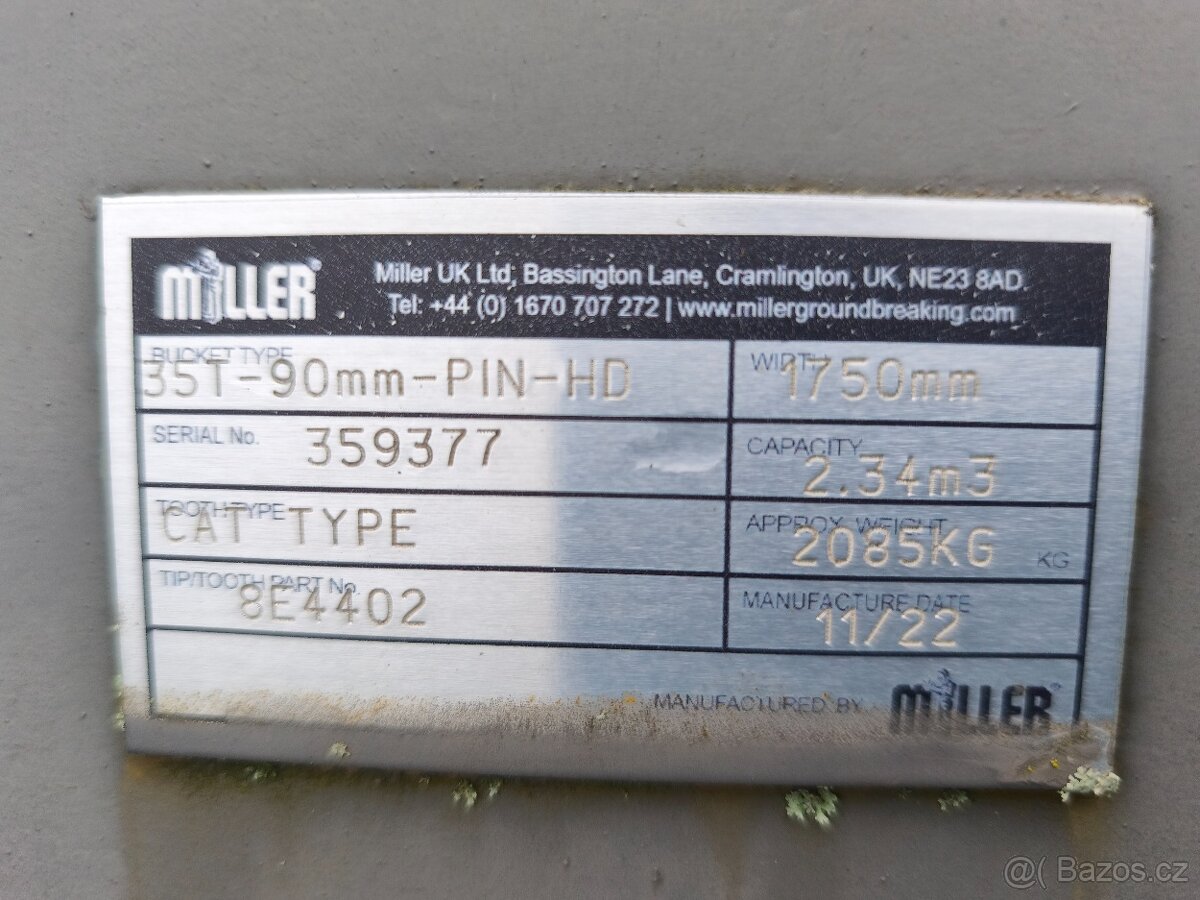 MILLER®
Miller UK Ltd, Bassington Lane, Cramlington, UK, NE23 8AD.
Tel: +44 (0) 1670 707 272 | www.millergroundbreaking.com
BUCKET TYPE 35T-90mm-PIN-HD
WIDTH 1750mm
SERIAL No. 359377
CAPACITY 2.34m3
TOOTH TYPE CAT TYPE
APPROX. WEIGHT 2085KG KG
TIP/TOOTH PART No. 8E4402
MANUFACTURE DATE 11/22
MANUFACTURED BY MILLER®
@( Bazos.cz